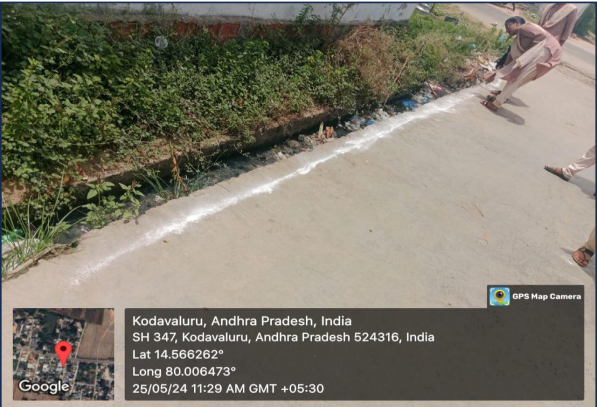 GPS Map Camera
Kodavaluru, Andhra Pradesh, India
SH 347, Kodavaluru, Andhra Pradesh 524316, India
Lat 14.566262°
Long 80.006473°
25/05/24 11:29 AM GMT +05:30
Google